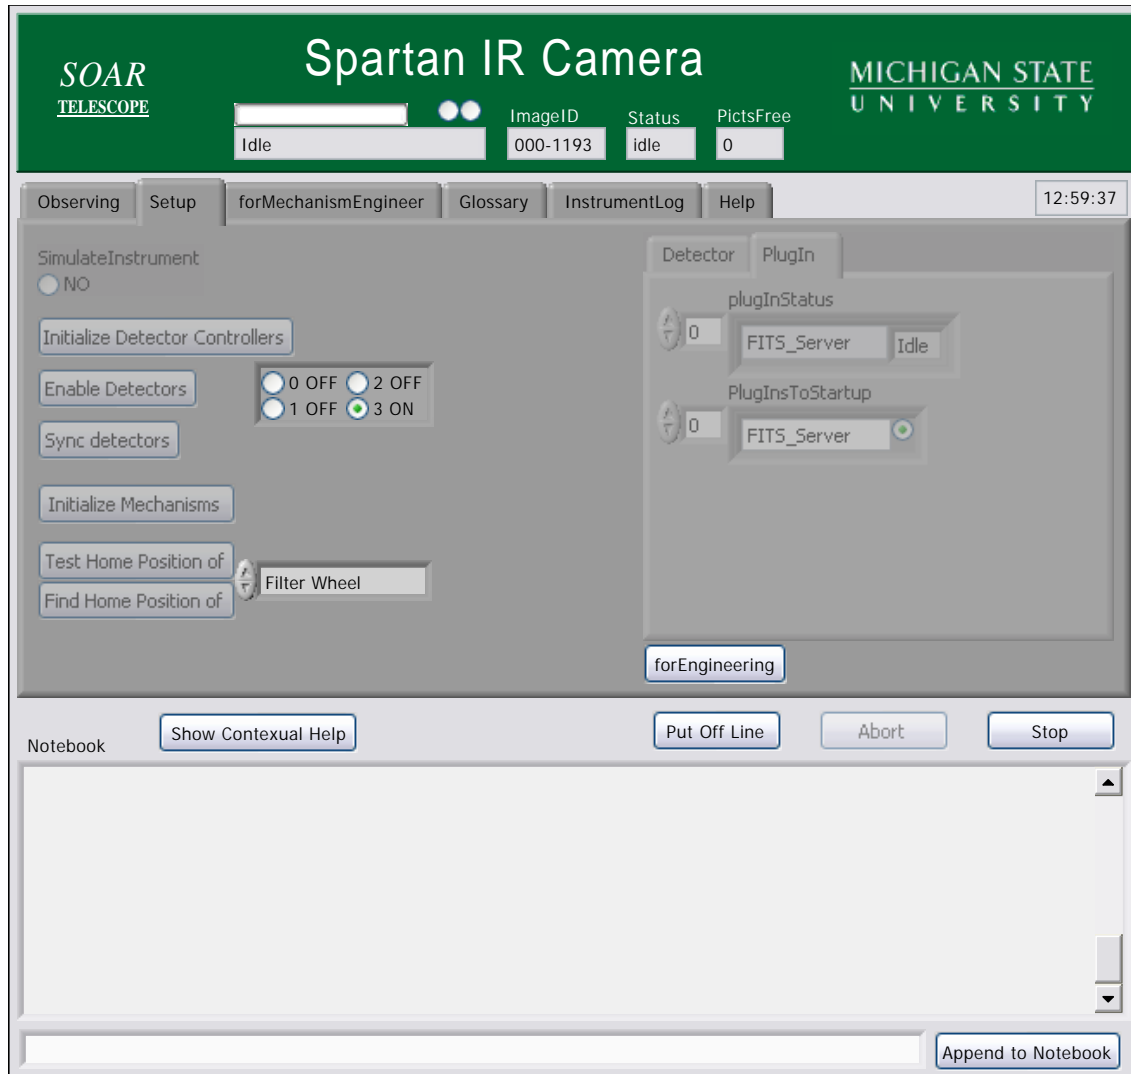 Spartan IR Camera
SOAR
TELESCOPE
MICHIGAN STATE
UNIVERSITY
ImageID Status PictsFree
Idle 000-1193 idle 0
Observing Setup forMechanismEngineer Glossary InstrumentLog Help 12:59:37
SimulateInstrument
NO
Initialize Detector Controllers
Enable Detectors
0 OFF 2 OFF
1 OFF 3 ON
Sync detectors
Initialize Mechanisms
Test Home Position of
Filter Wheel
Find Home Position of
Detector PlugIn
plugInStatus
0 FITS_Server Idle
PlugInsToStartup
0 FITS_Server
forEngineering
Notebook Show Contexual Help Put Off Line Abort Stop
Append to Notebook